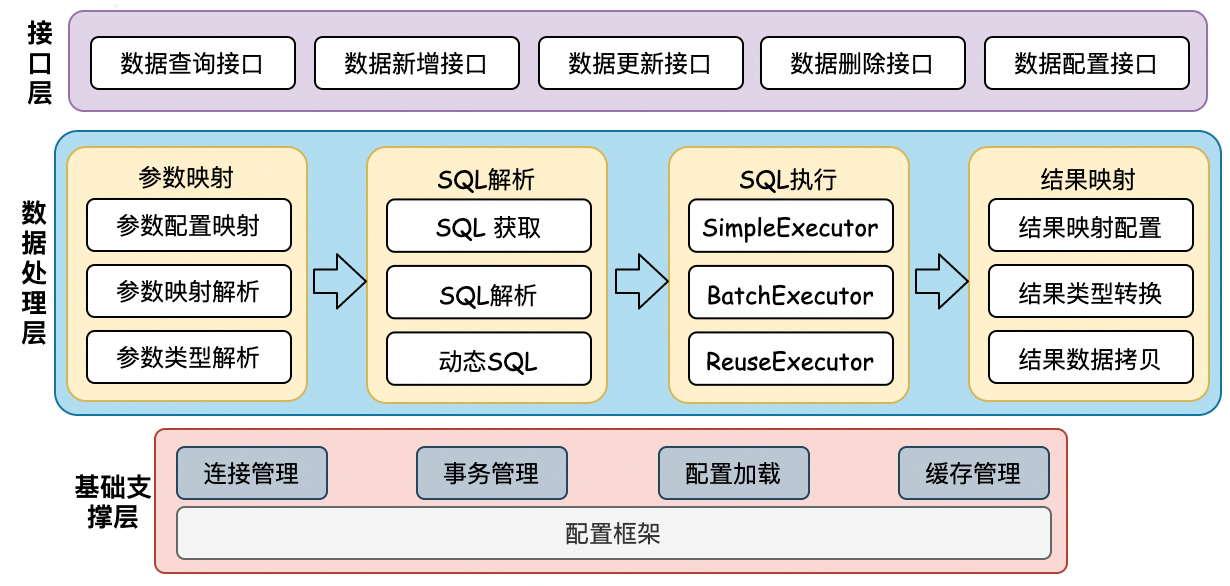 接口层
数据查询接口
数据新增接口
数据更新接口
数据删除接口
数据配置接口
数据处理层
参数映射
参数配置映射
参数映射解析
参数类型解析
SQL解析
SQL 获取
SQL解析
动态SQL
SQL执行
SimpleExecutor
BatchExecutor
ReuseExecutor
结果映射
结果映射配置
结果类型转换
结果数据拷贝
基础支
撑层
连接管理
事务管理
配置加载
缓存管理
配置框架